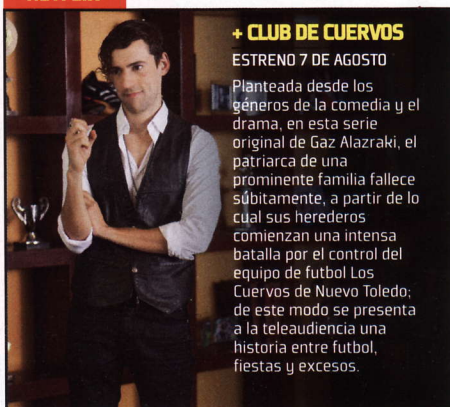 + CLUB DE CUERVOS
ESTRENO 7 DE AGOSTO
Planteada desde los
géneros de la comedia y el
drama, en esta serie
original de Gaz Alazraki, el
patriarca de una
prominente familia fallece
súbitamente, a partir de lo
cual sus herederos
comienzan una intensa
batalla por el control del
equipo de futbol Los
Cuervos de Nuevo Toledo;
de este modo se presenta
a la teleaudiencia una
historia entre futbol,
fiestas y excesos.